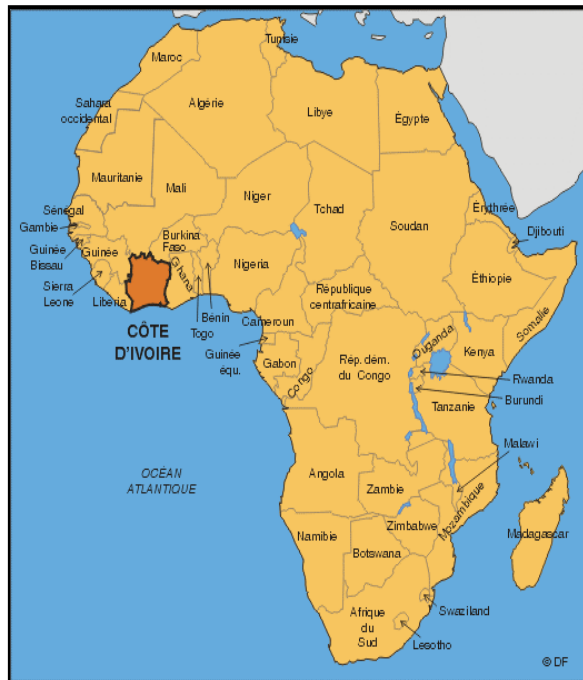 Tunisie
Maroc
Algérie
Libye
Égypte
Sahara
occidental
Mauritanie
Mali
Niger
Tchad
Soudan
Érythrée
Djibouti
Sénégal
Gambie
Guinée
Bissau
Guinée
Burkina
Faso
Ghana
Nigeria
Éthiopie
Somalie
Sierra
Leone
Liberia
République
centrafricaine
CÔTE
D'IVOIRE
Togo
Bénin
Cameroun
Guinée
équ.
Gabon
Congo
Rép. dém.
du Congo
Ouganda
Kenya
Rwanda
Burundi
Tanzanie
Malawi
OCÉAN
ATLANTIQUE
Angola
Zambie
Mozambique
Zimbabwe
Madagascar
Namibie
Botswana
Swaziland
Afrique
du
Sud
Lesotho
© DF